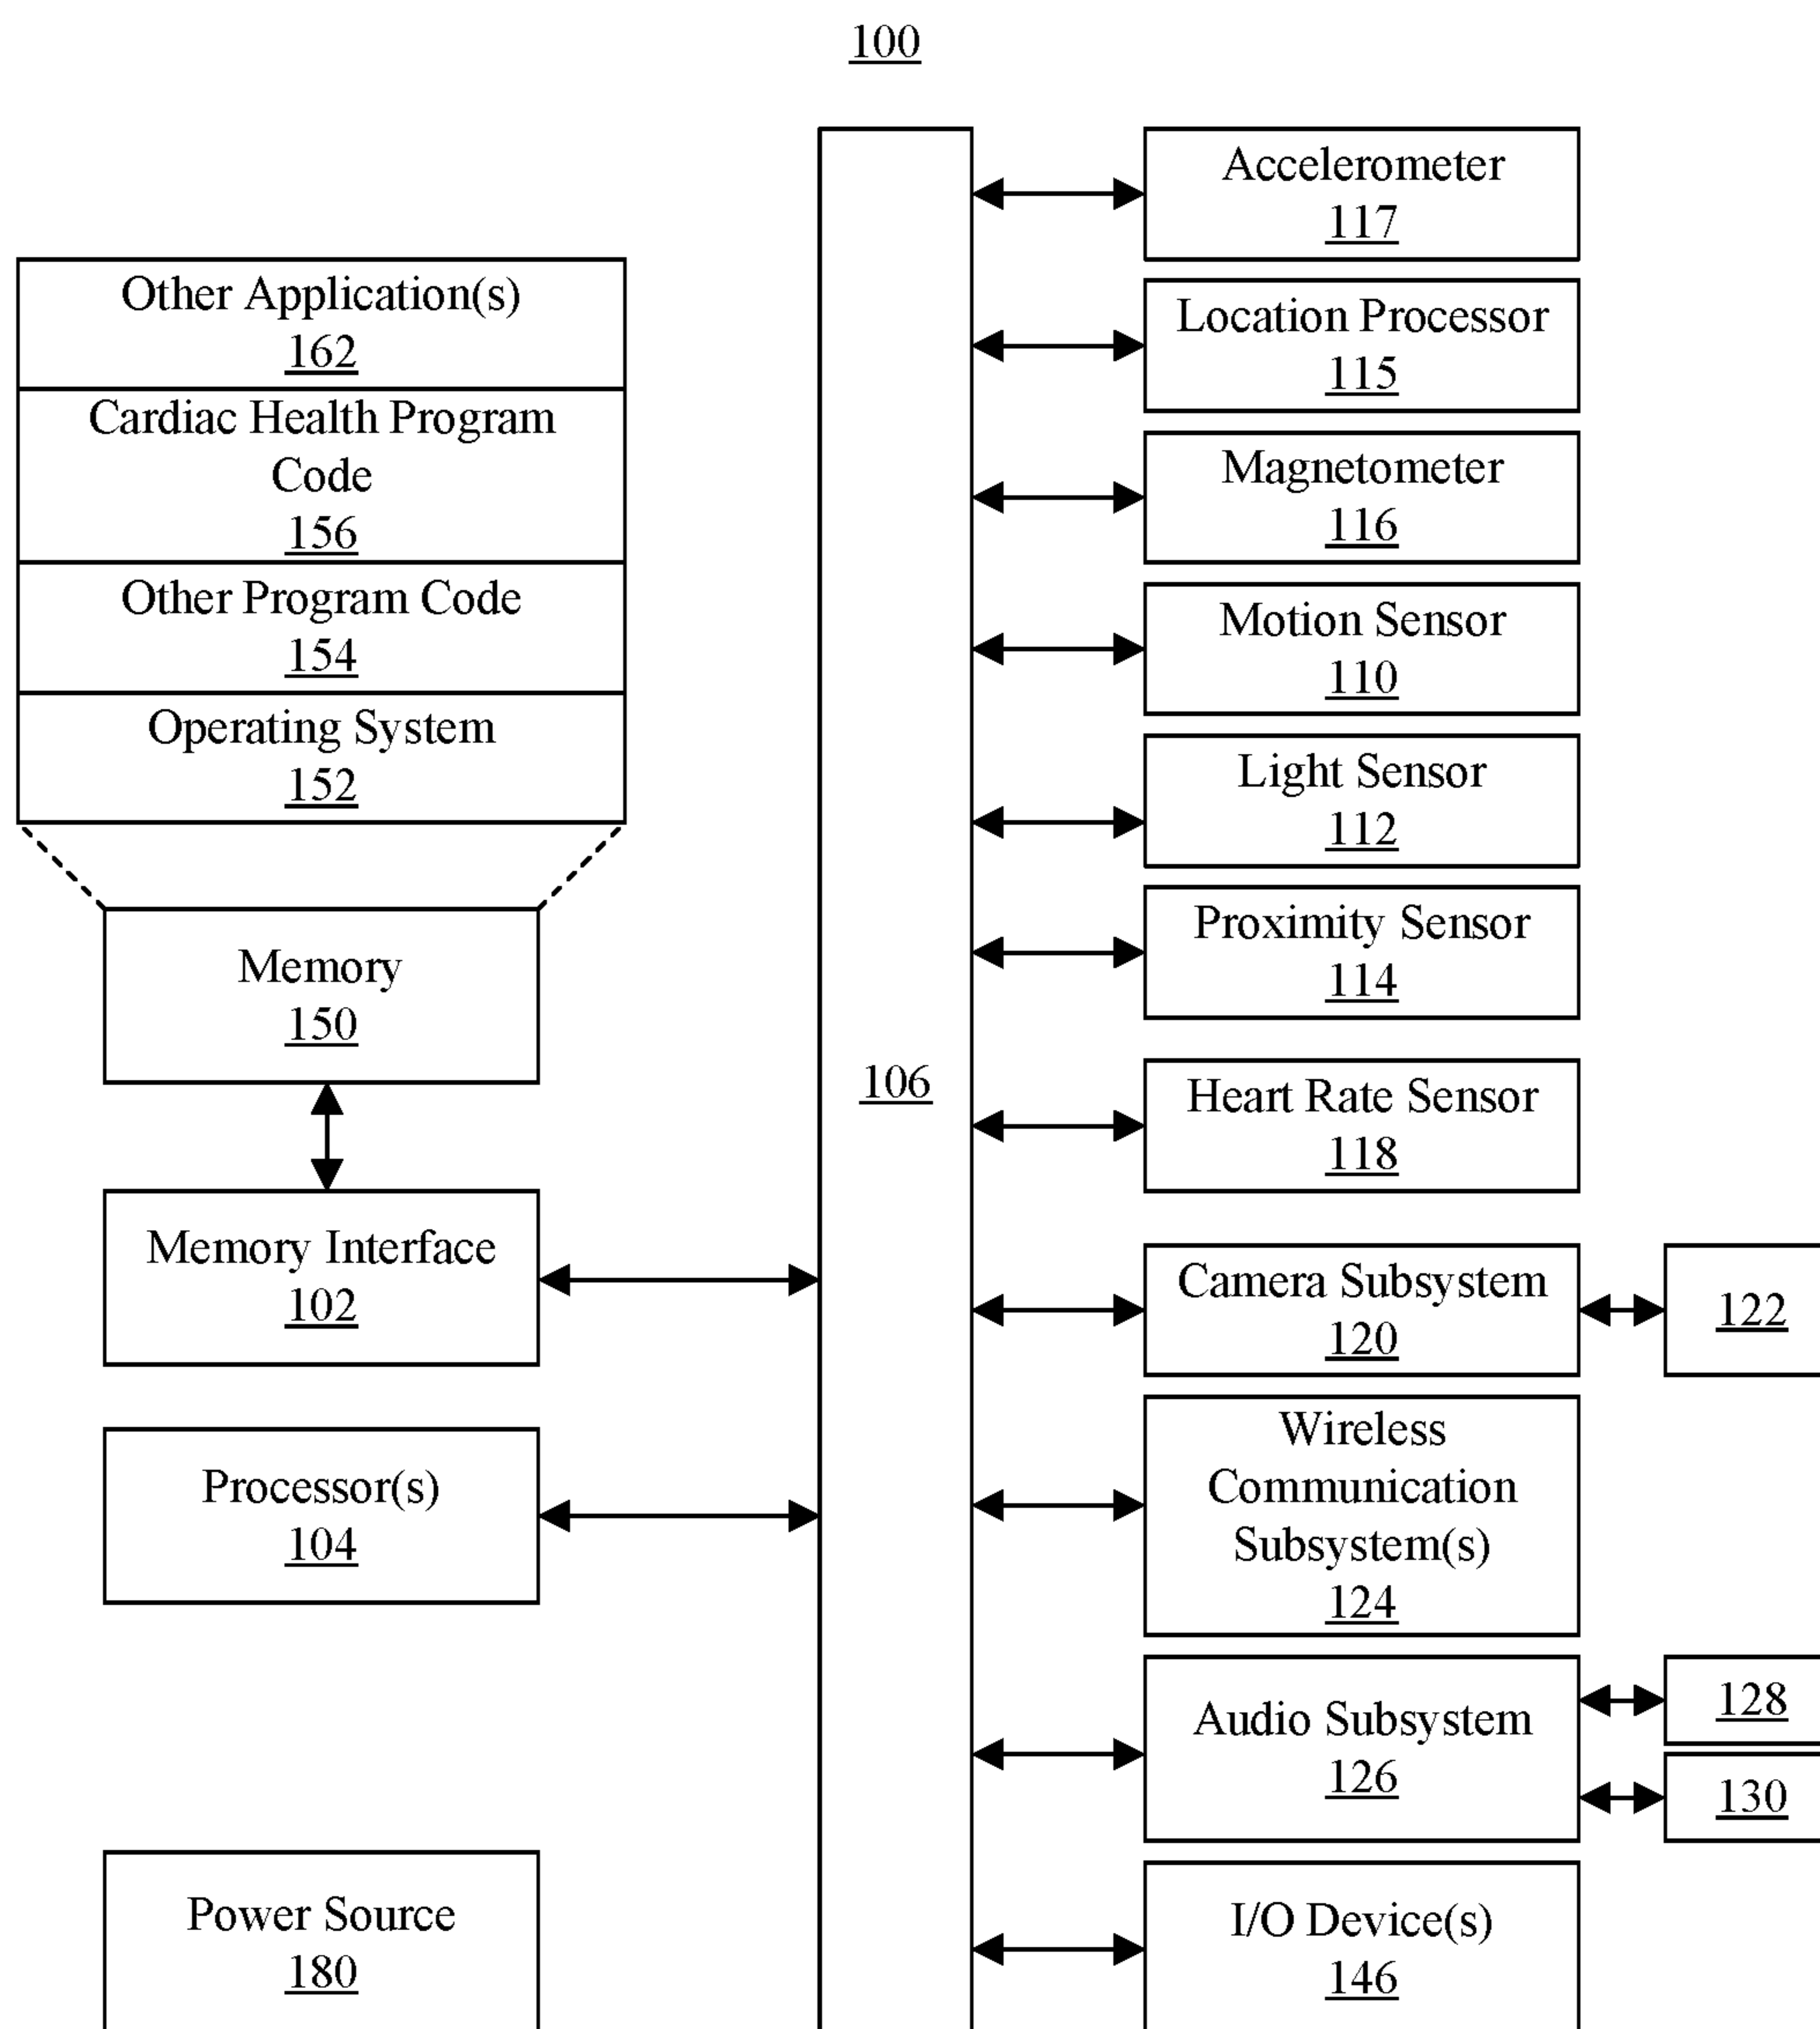 100
Other Application(s)
162
Cardiac Health Program
Code
156
Other Program Code
154
Operating System
152
Memory
150
Memory Interface
102
Processor(s)
104
Power Source
180
106
Accelerometer
117
Location Processor
115
Magnetometer
116
Motion Sensor
110
Light Sensor
112
Proximity Sensor
114
Heart Rate Sensor
118
Camera Subsystem
120
122
Wireless
Communication
Subsystem(s)
124
Audio Subsystem
126
128
130
I/O Device(s)
146